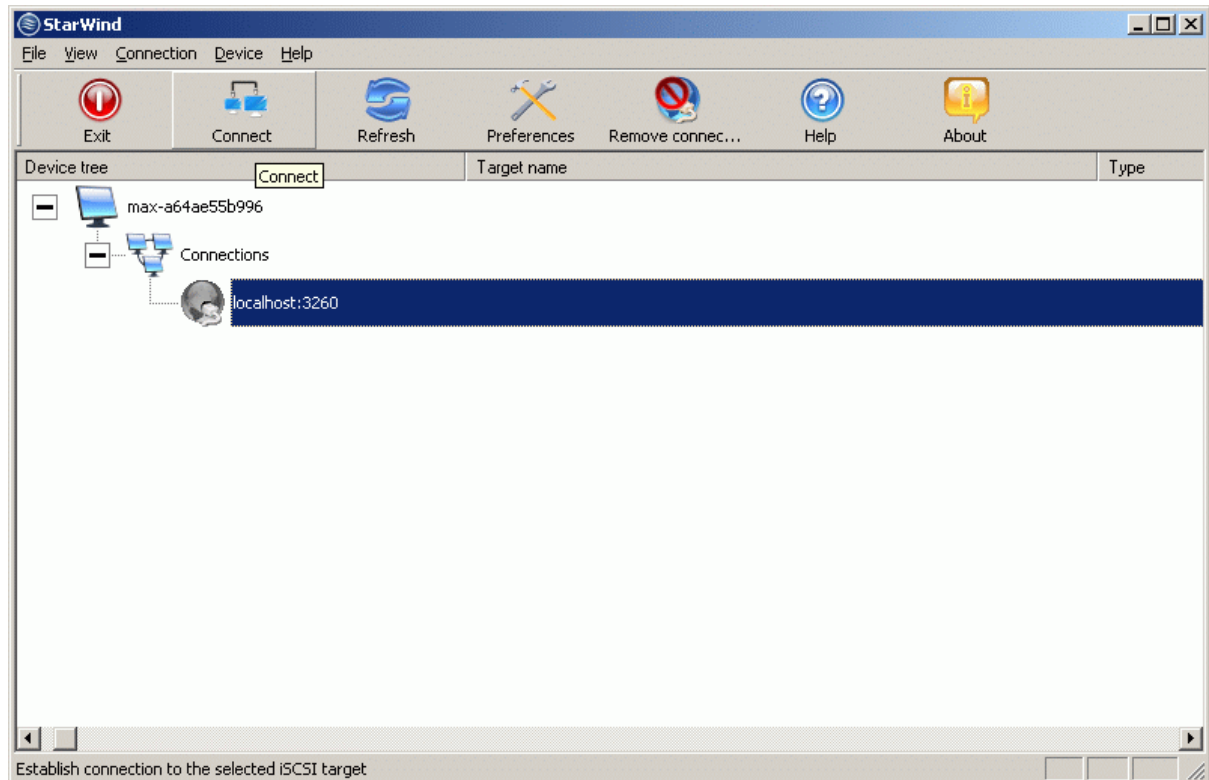 StarWind
File View Connection Device Help
Exit Connect Refresh Preferences Remove connec... Help About
Device tree Target name Type
Connect
max-a64ae55b996
Connections
localhost:3260
Establish connection to the selected iSCSI target